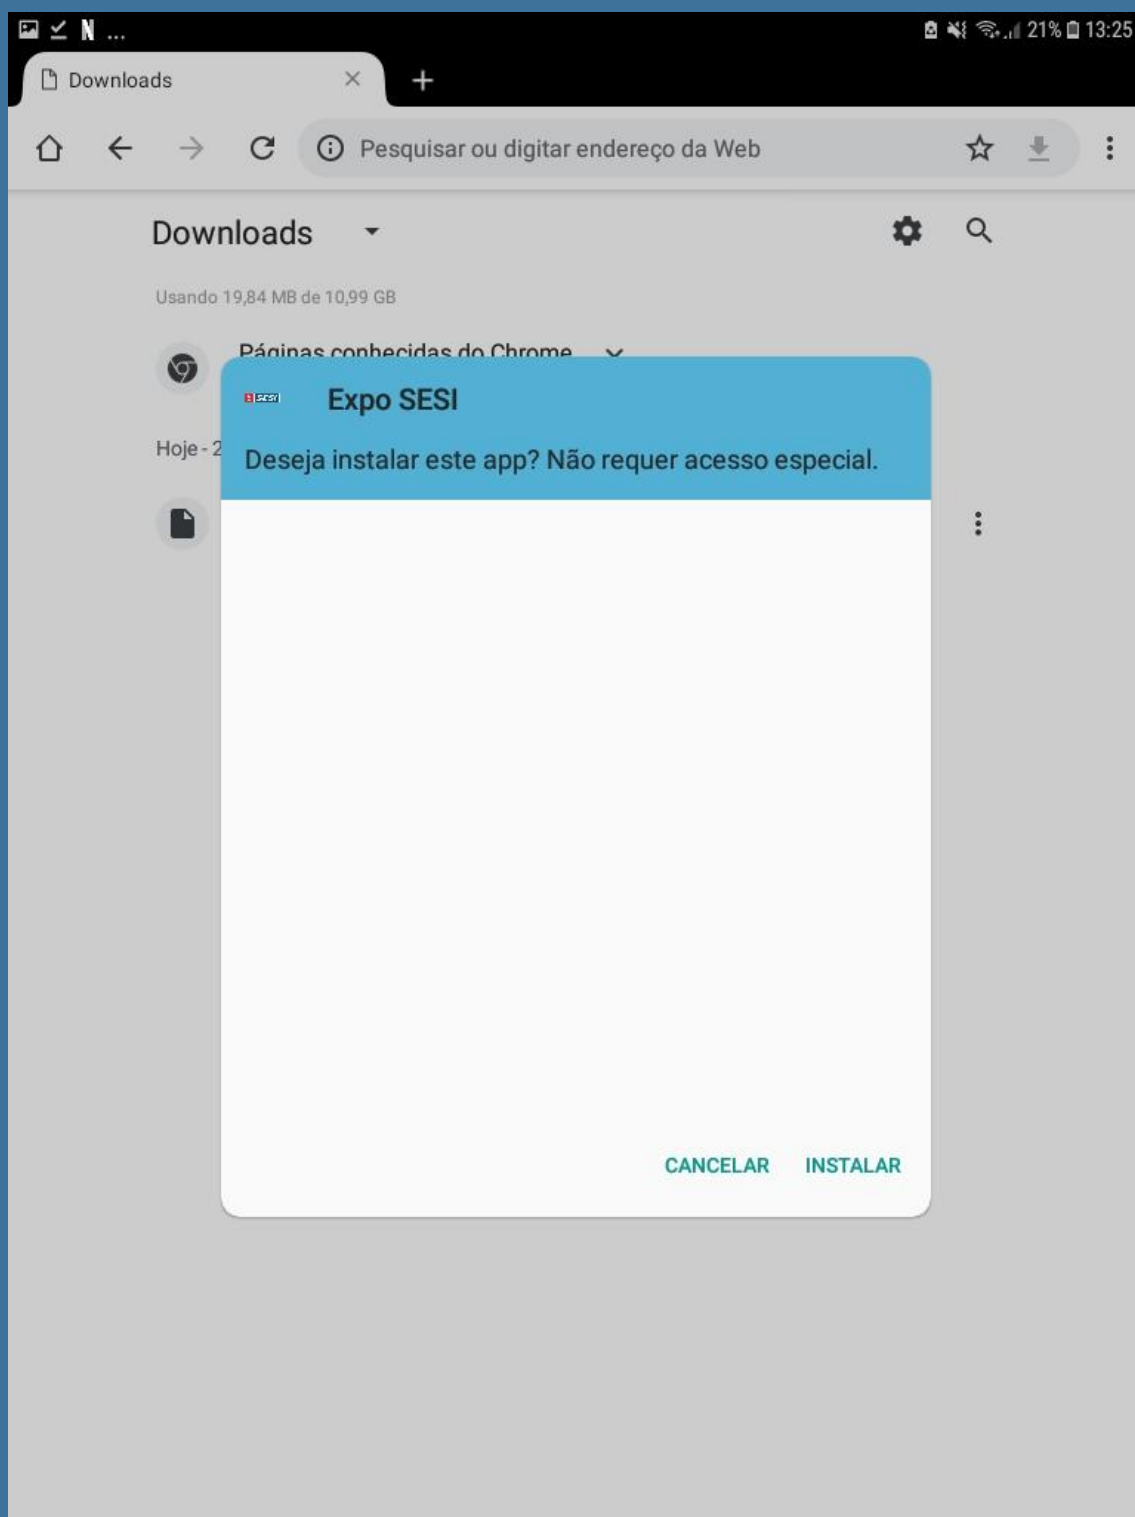 N ...
21% 13:25
Downloads
Pesquisar ou digitar endereço da Web
Downloads
Usando 19,84 MB de 10,99 GB
Páginas conhecidas do Chrome
SESI Expo SESI
Hoje - 2
Deseja instalar este app? Não requer acesso especial.
CANCELAR INSTALAR